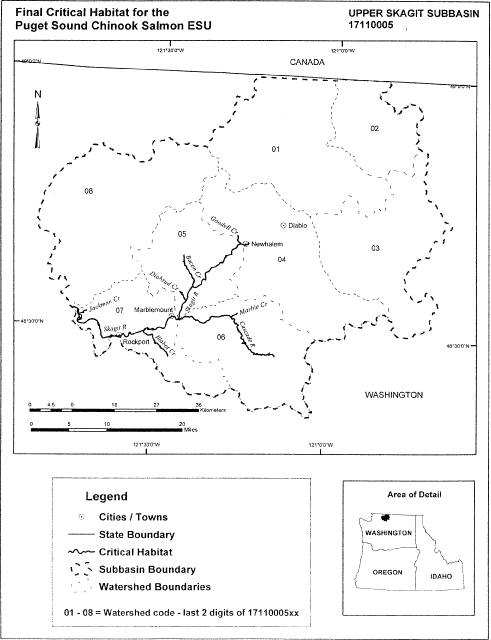 Final Critical Habitat for the
Puget Sound Chinook Salmon ESU
UPPER SKAGIT SUBBASIN
17110005
121°30'0"W
121°0'0"W
49°0'0"N
CANADA
49°0'0"N
N
02
01
08
Goodell Cr
Diablo
05
Newhalem
03
04
Bacon Cr
Diobsud Cr
Skagit R
Jackman Cr
07
Marblemount
Marble Cr
48°30'0"N
Skagit R
Cascade R
06
Rockport
48°30'0"N
WASHINGTON
0 4.5 9 18 27 36
Kilometers
0 5 10 20
Miles
121°30'0"W
121°0'0"W
Legend
Cities / Towns
State Boundary
Critical Habitat
Subbasin Boundary
Watershed Boundaries
01 - 08 = Watershed code - last 2 digits of 17110005xx
Area of Detail
WASHINGTON
OREGON
IDAHO